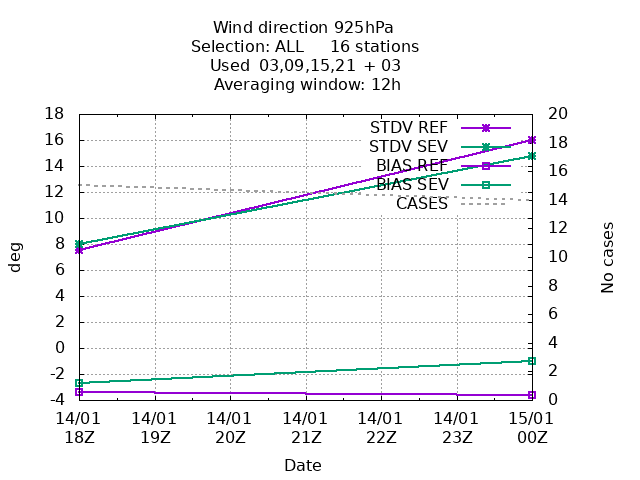 Wind direction 925hPa
Selection: ALL     16 stations
Used 03,09,15,21 + 03
Averaging window: 12h
18
16
14
12
10
8
6
4
2
0
-2
-4
deg
20
18
16
14
12
10
8
6
4
2
0
No cases
STDV REF
STDV SEV
BIAS REF
BIAS SEV
CASES
14/01 14/01 14/01 14/01 14/01 14/01 15/01
18Z 19Z 20Z 21Z 22Z 23Z 00Z
Date